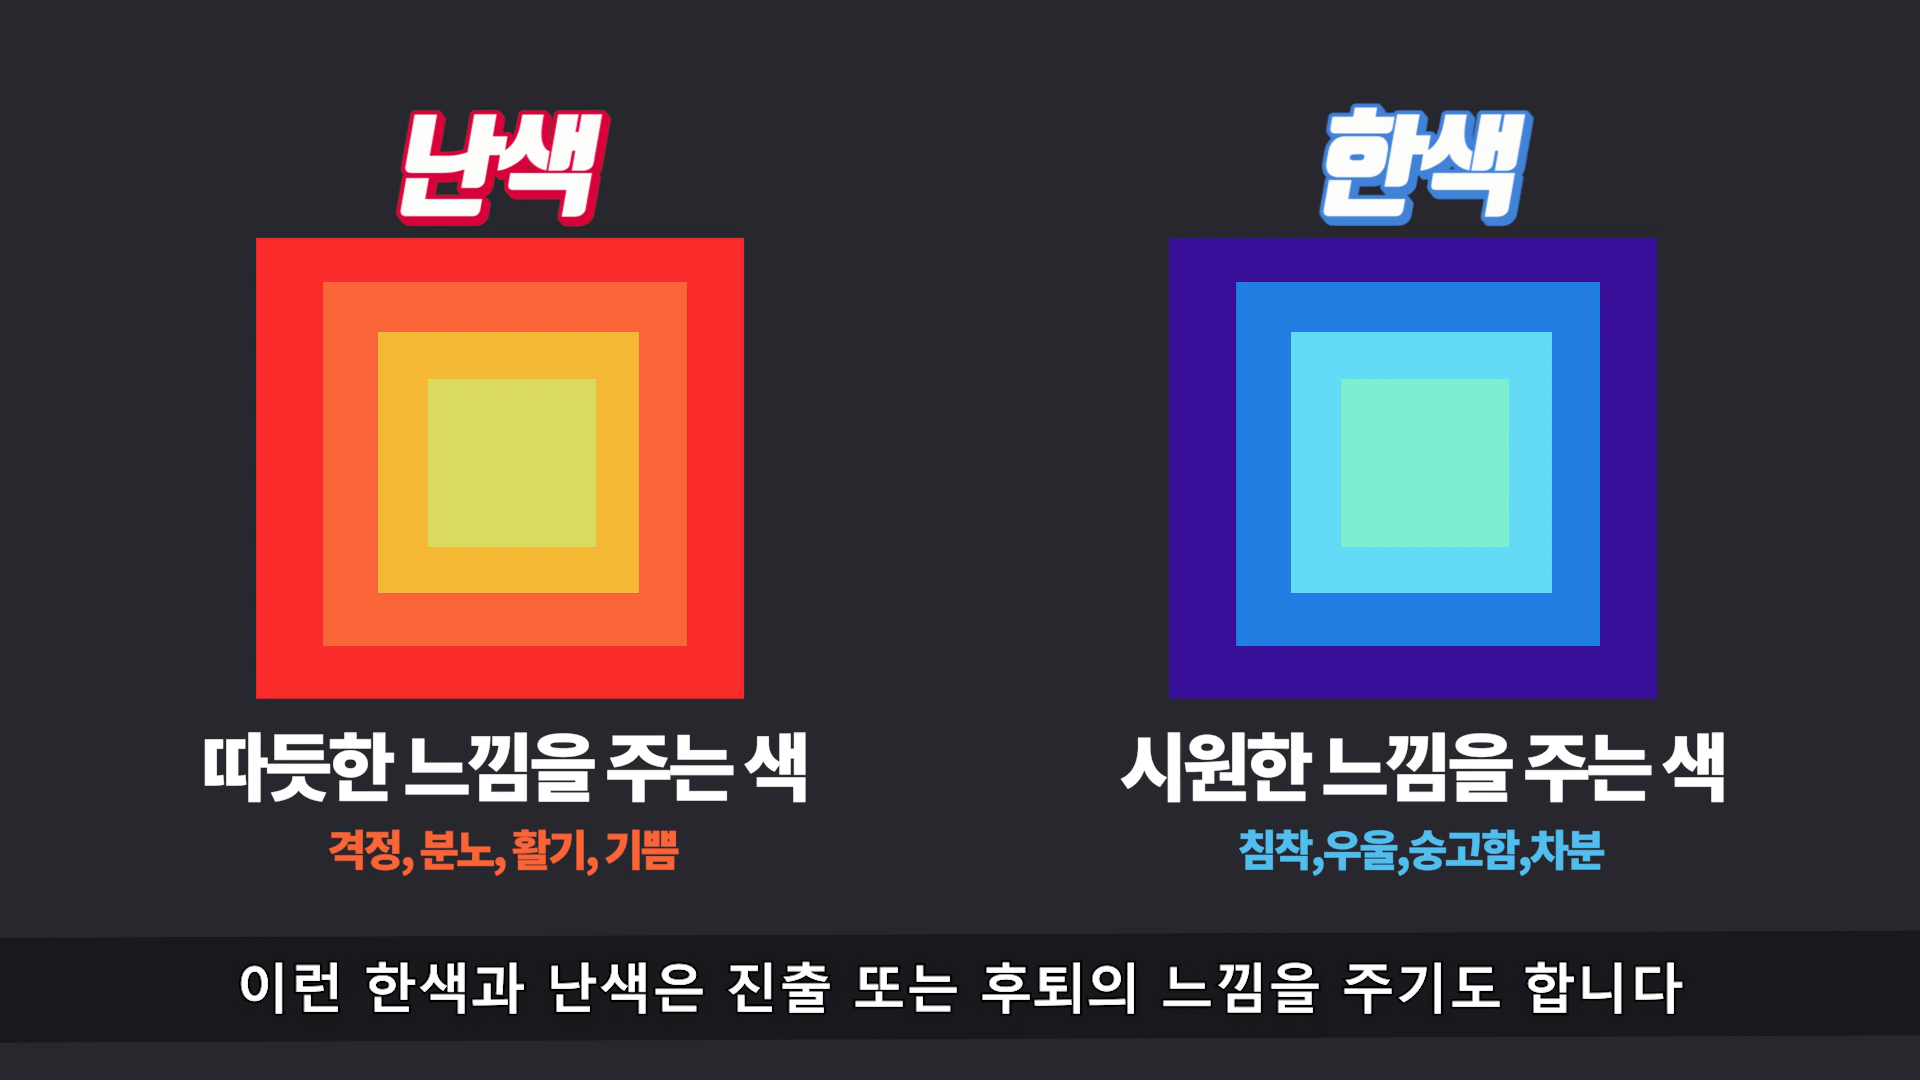 난색
한색
따듯한 느낌을 주는 색
시원한 느낌을 주는 색
격정, 분노, 활기, 기쁨
침착,우울,숭고함,차분
이런 한색과 난색은 진출 또는 후퇴의 느낌을 주기도 합니다